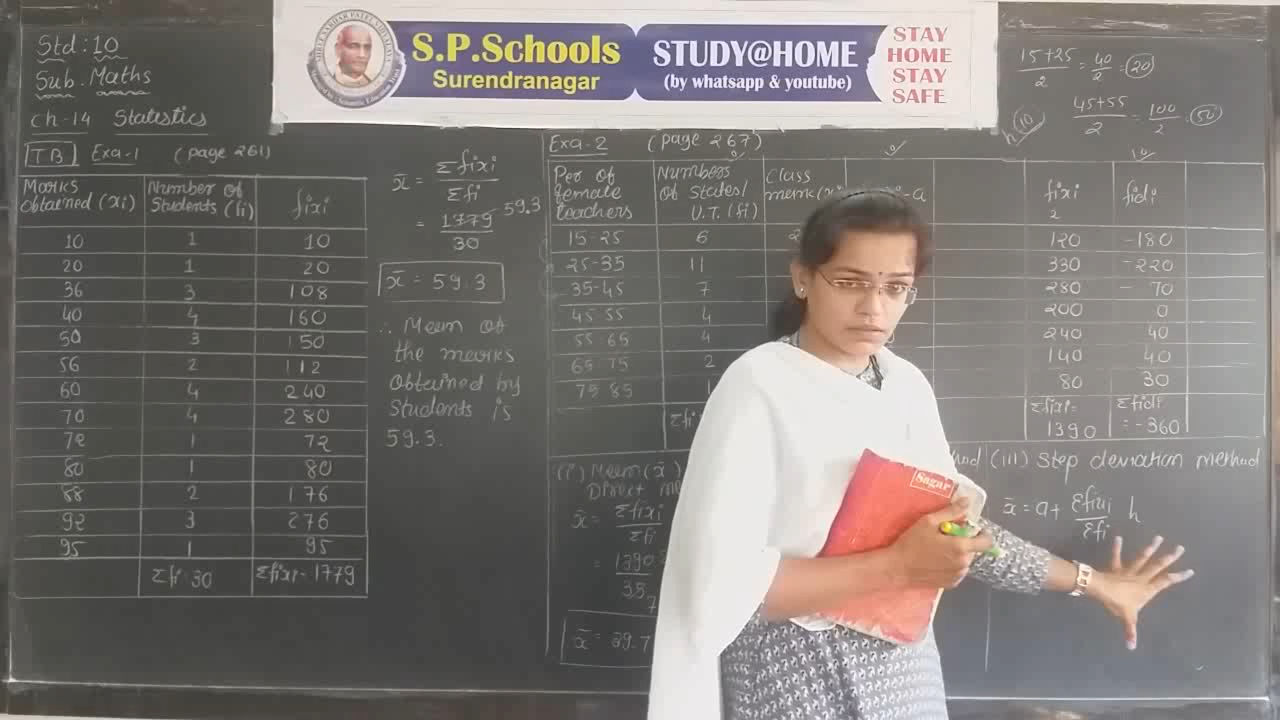 Std: 10
Sub. Maths
Ch-14 Statistics
TB Exa-1 (page 261)
Marks Obtained (xi) Number of Students (fi) fixi
10 1 10
20 1 20
36 3 108
40 4 160
50 3 150
56 2 112
60 4 240
70 4 280
72 1 72
80 1 80
88 2 176
92 3 276
95 1 95
Σfi = 30 Σfixi = 1779
x̄ = Σfixi / Σfi
= 1779 / 30 59.3
x̄ = 59.3
∴ Mean of
the marks
Obtained by
Students is
59.3.
S.P.Schools
Surendranagar
STUDY@HOME
(by whatsapp & youtube)
STAY
HOME
STAY
SAFE
15+25 / 2 = 40 / 2 = 20
45+55 / 2 = 100 / 2 = 50
h 10
Exa-2 (page 267)
Per of female teachers Numbers Of States/ U.T. (fi) Class mark (xi) - a fixi fidi
15-25 6 2 120 -180
25-35 11 330 -220
35-45 7 280 - 70
45 55 4 200 0
55 65 4 240 40
65-75 2 140 40
75 85 1 80 30
Σfixi = 1390 Σfidi = -360
(i) Mean (x̄)
Direct
x̄ = Σfixi / Σfi
= 1390 / 35
x̄ = 39.7
(iii) Step deviation method
x̄ = a+ Σfixi / Σfi h
Sagar